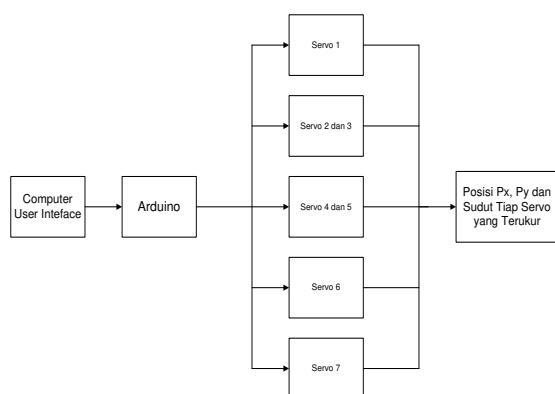 Computer
User Inteface
Arduino
Servo 1
Servo 2 dan 3
Servo 4 dan 5
Servo 6
Servo 7
Posisi Px, Py dan
Sudut Tiap Servo
yang Terukur